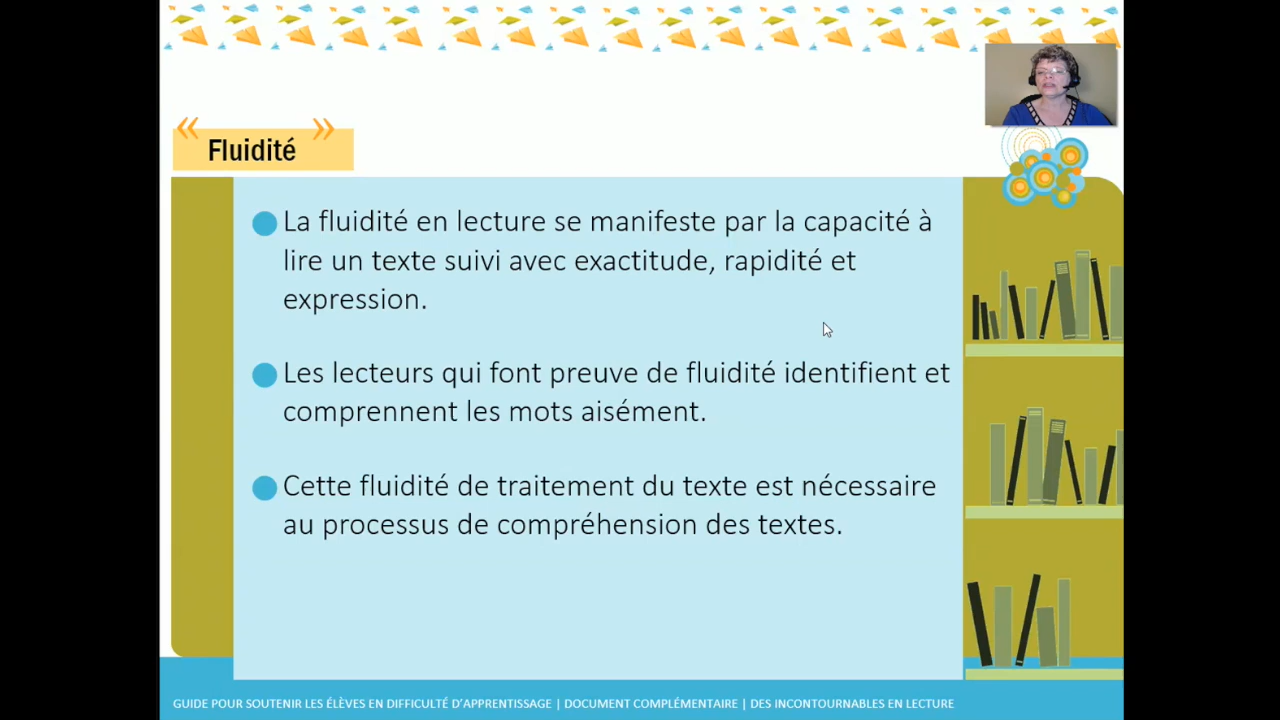 « Fluidité »
La fluidité en lecture se manifeste par la capacité à
lire un texte suivi avec exactitude, rapidité et
expression.
Les lecteurs qui font preuve de fluidité identifient et
comprennent les mots aisément.
Cette fluidité de traitement du texte est nécessaire
au processus de compréhension des textes.
GUIDE POUR SOUTENIR LES ÉLÈVES EN DIFFICULTÉ D'APPRENTISSAGE | DOCUMENT COMPLÉMENTAIRE | DES INCONTOURNABLES EN LECTURE